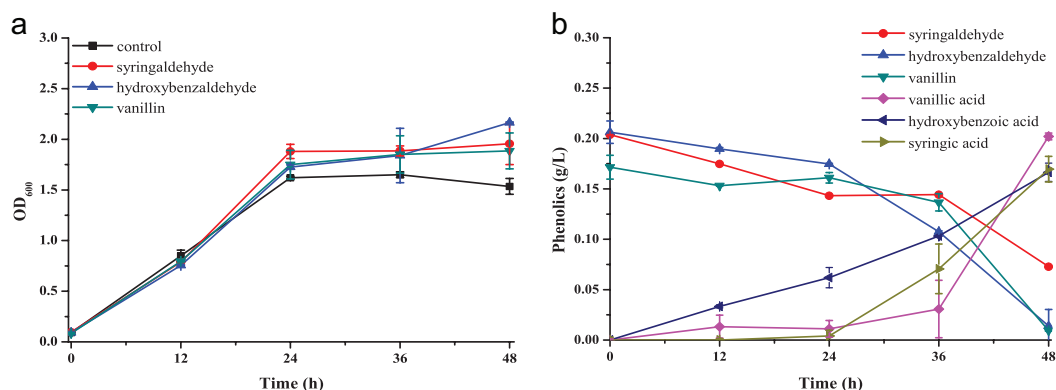 a
3.0
2.5
2.0
1.5
1.0
0.5
0.0
OD600
control
syringaldehyde
hydroxybenzaldehyde
vanillin
0 12 24 36 48
Time (h)
b
0.30
0.25
0.20
0.15
0.10
0.05
0.00
Phenolics (g/L)
syringaldehyde
hydroxybenzaldehyde
vanillin
vanillic acid
hydroxybenzoic acid
syringic acid
0 12 24 36 48
Time (h)